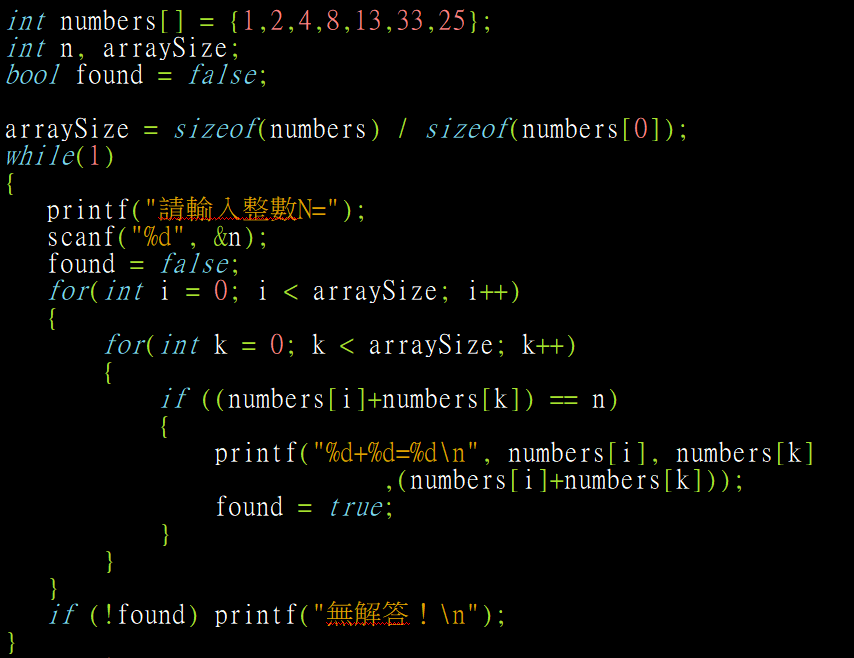 int numbers[] = {1,2,4,8,13,33,25};
int n, arraySize;
bool found = false;
arraySize = sizeof(numbers) / sizeof(numbers[0]);
while(1)
{
printf("請輸入整數N=");
scanf("%d", &n);
found = false;
for(int i = 0; i < arraySize; i++)
{
for(int k = 0; k < arraySize; k++)
{
if ((numbers[i]+numbers[k]) == n)
{
printf("%d+%d=%d\n", numbers[i], numbers[k]
,(numbers[i]+numbers[k]));
found = true;
}
}
}
if (!found) printf("無解答！\n");
}